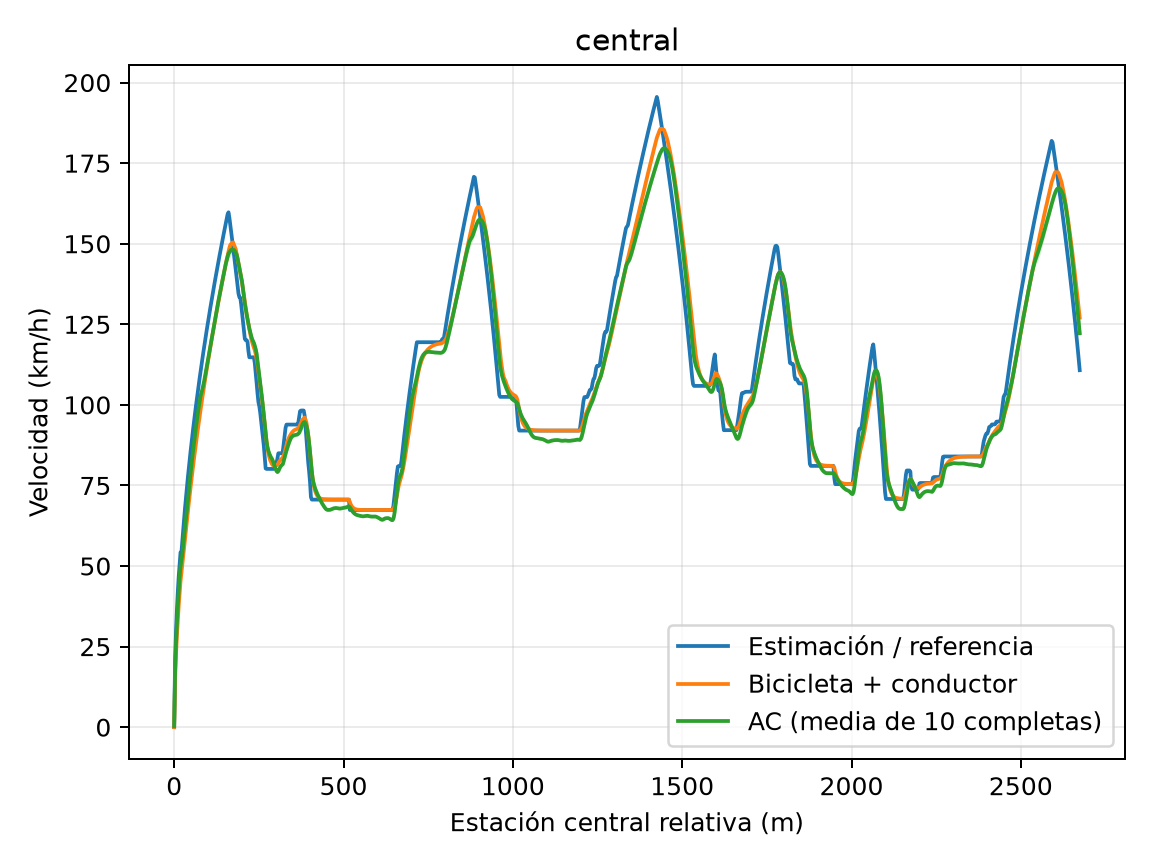 central
200
175
150
125
100
75
50
25
0
Velocidad (km/h)
0 500 1000 1500 2000 2500
Estación central relativa (m)
Estimación / referencia
Bicicleta + conductor
AC (media de 10 completas)